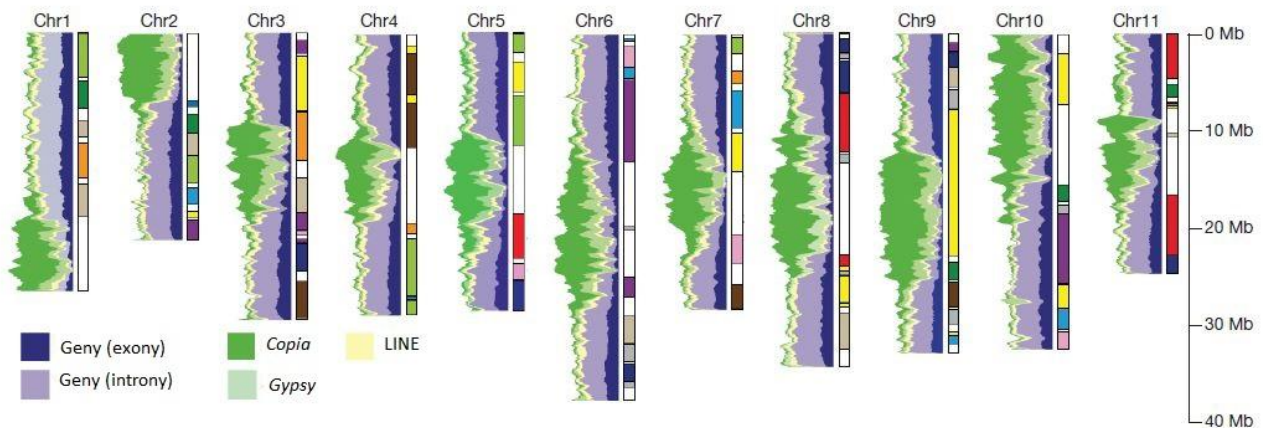 Chr1 Chr2 Chr3 Chr4 Chr5 Chr6 Chr7 Chr8 Chr9 Chr10 Chr11
0 Mb
10 Mb
20 Mb
30 Mb
40 Mb
Geny (exony) Copia LINE
Geny (introny) Gypsy